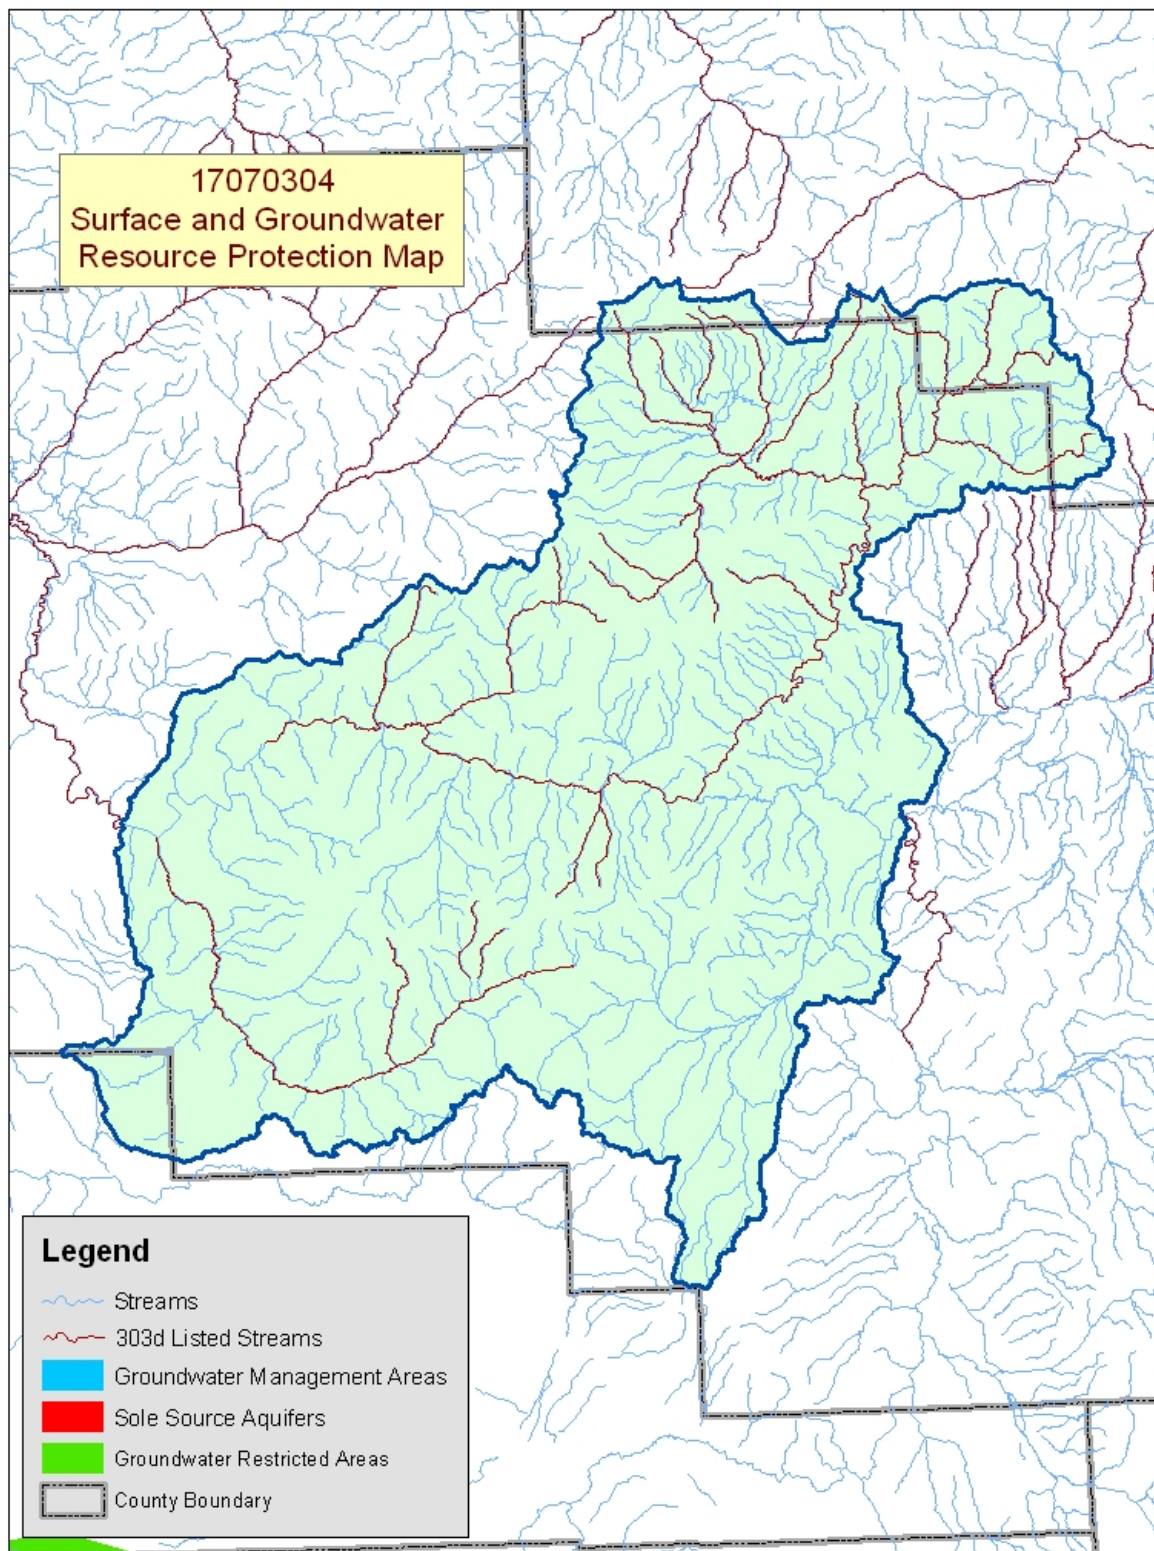 17070304
Surface and Groundwater
Resource Protection Map
Legend
Streams
303d Listed Streams
Groundwater Management Areas
Sole Source Aquifers
Groundwater Restricted Areas
County Boundary